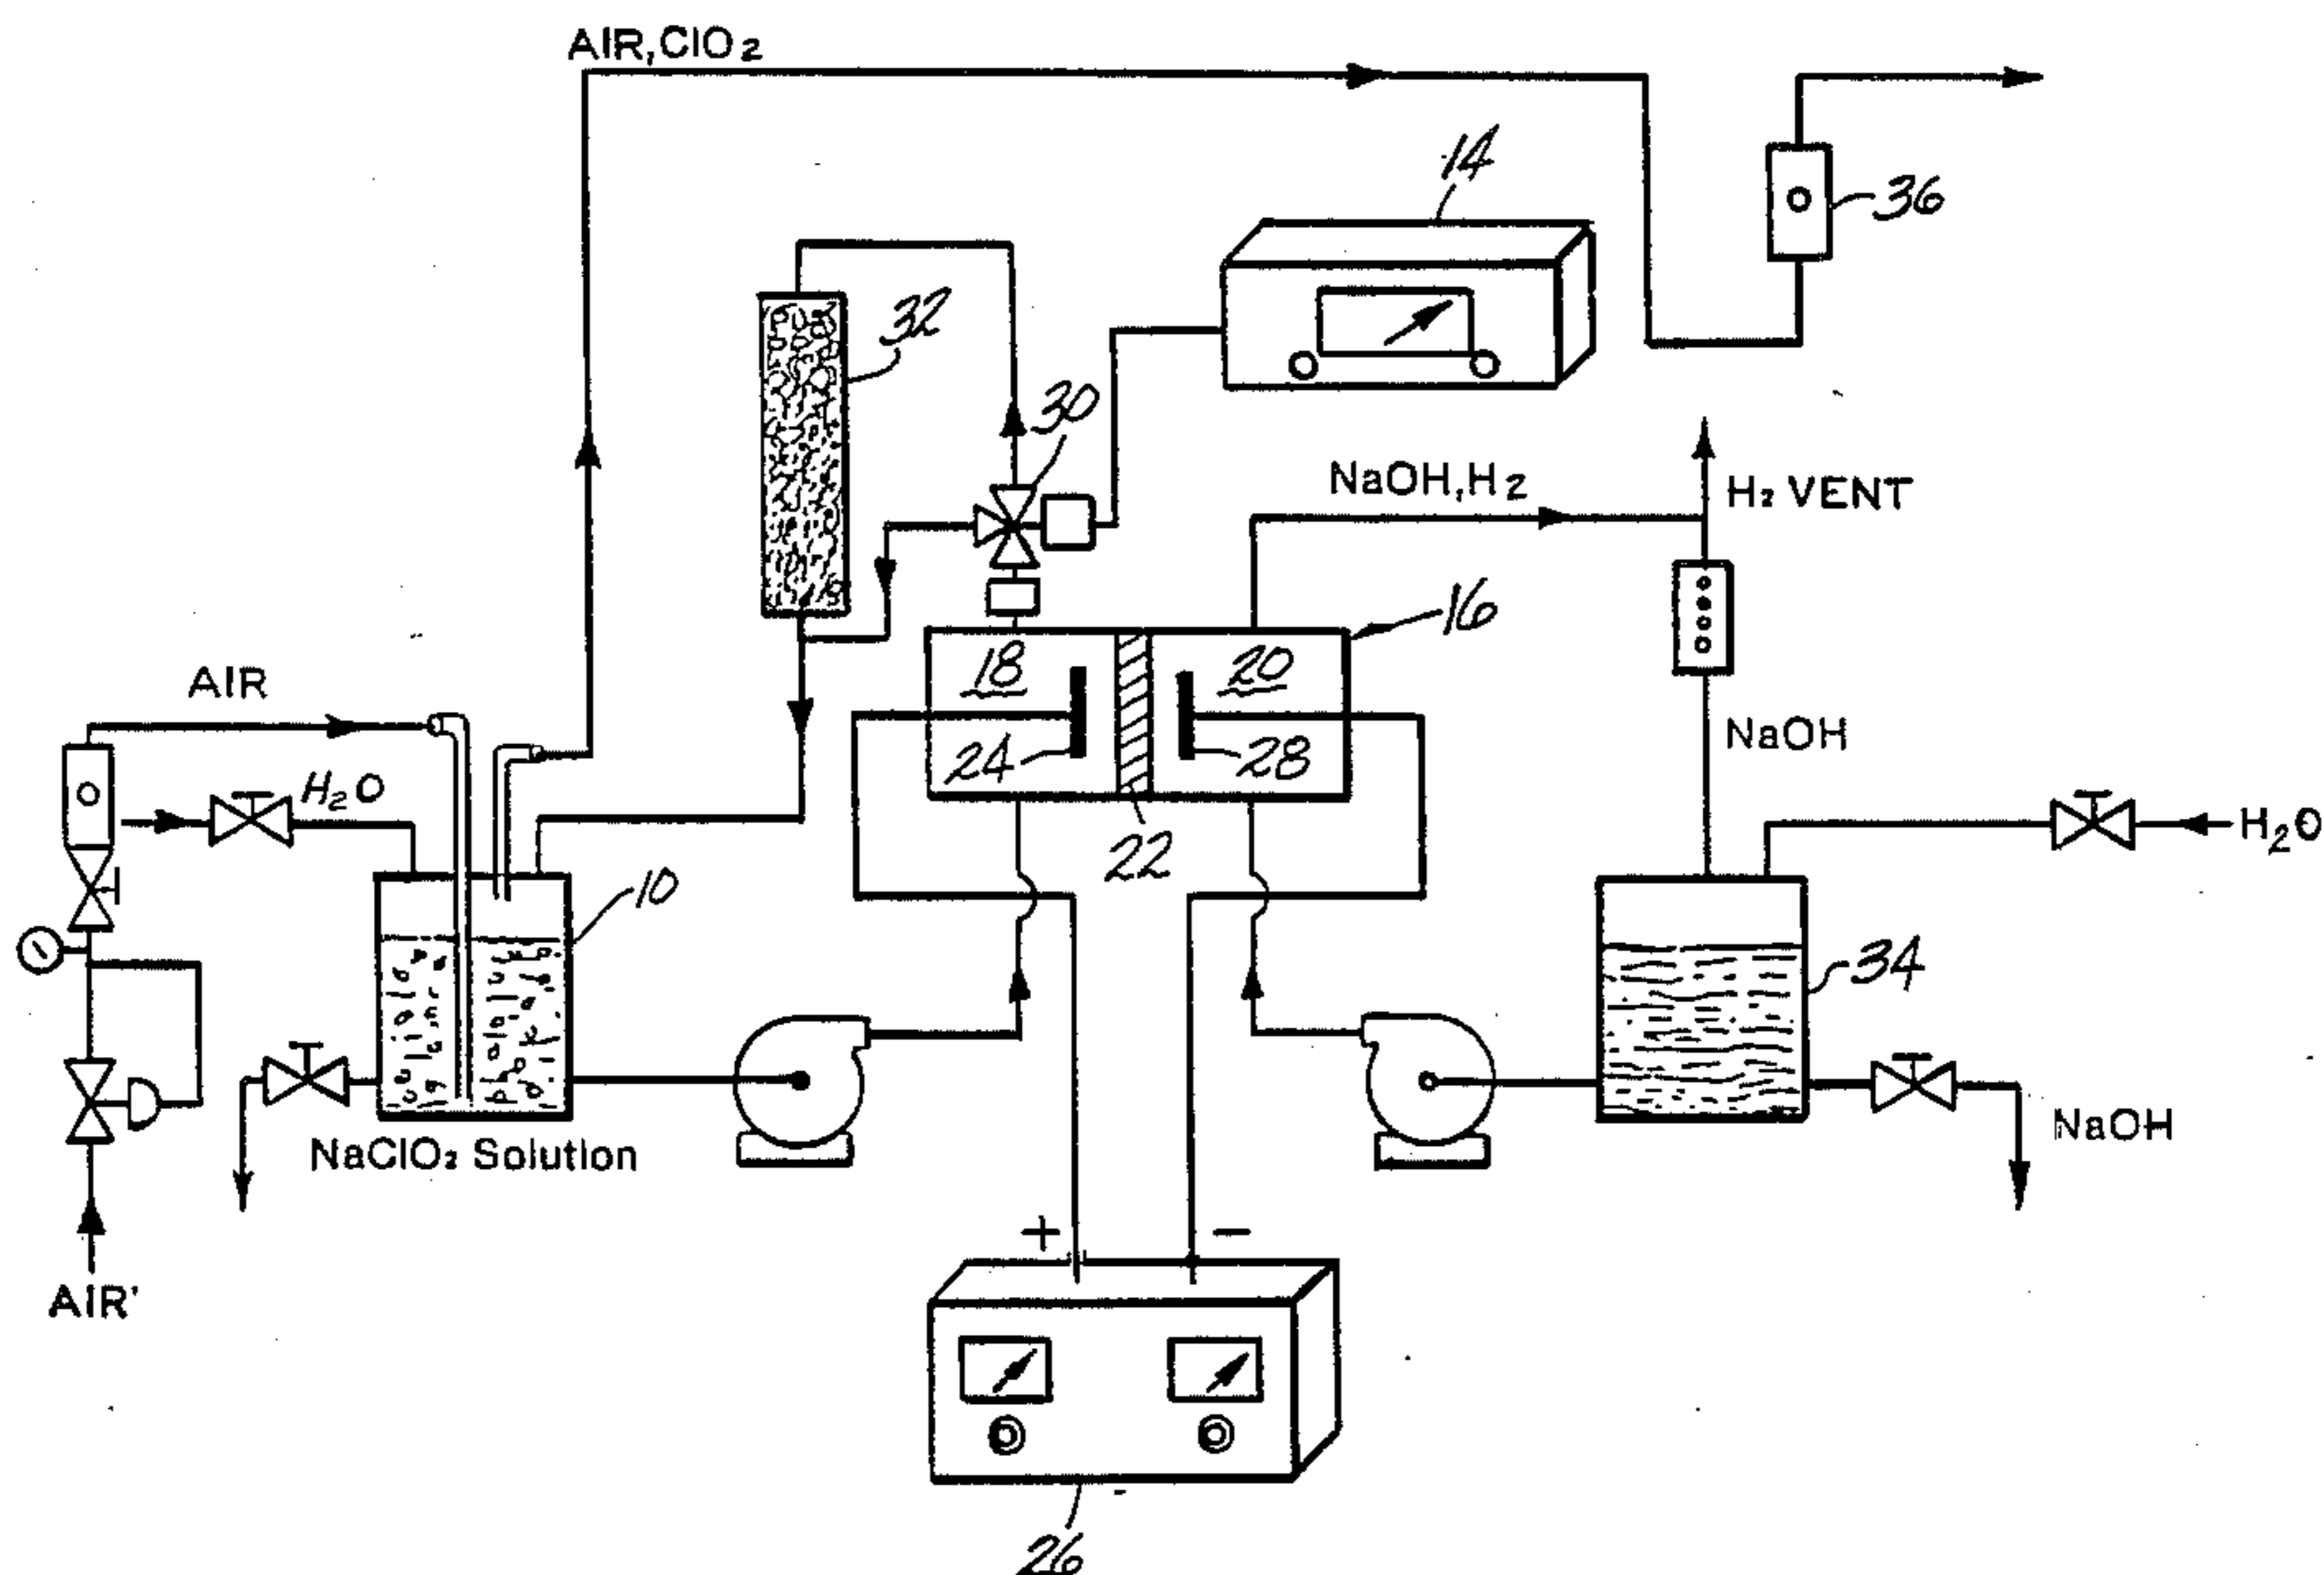 AIR,ClO2
14
36
32
30
NaOH,H2
H2 VENT
16
18
20
AIR
NaOH
24
28
H2O
22
H2O
10
34
NaClO2 Solution
NaOH
+ −
AIR'
26